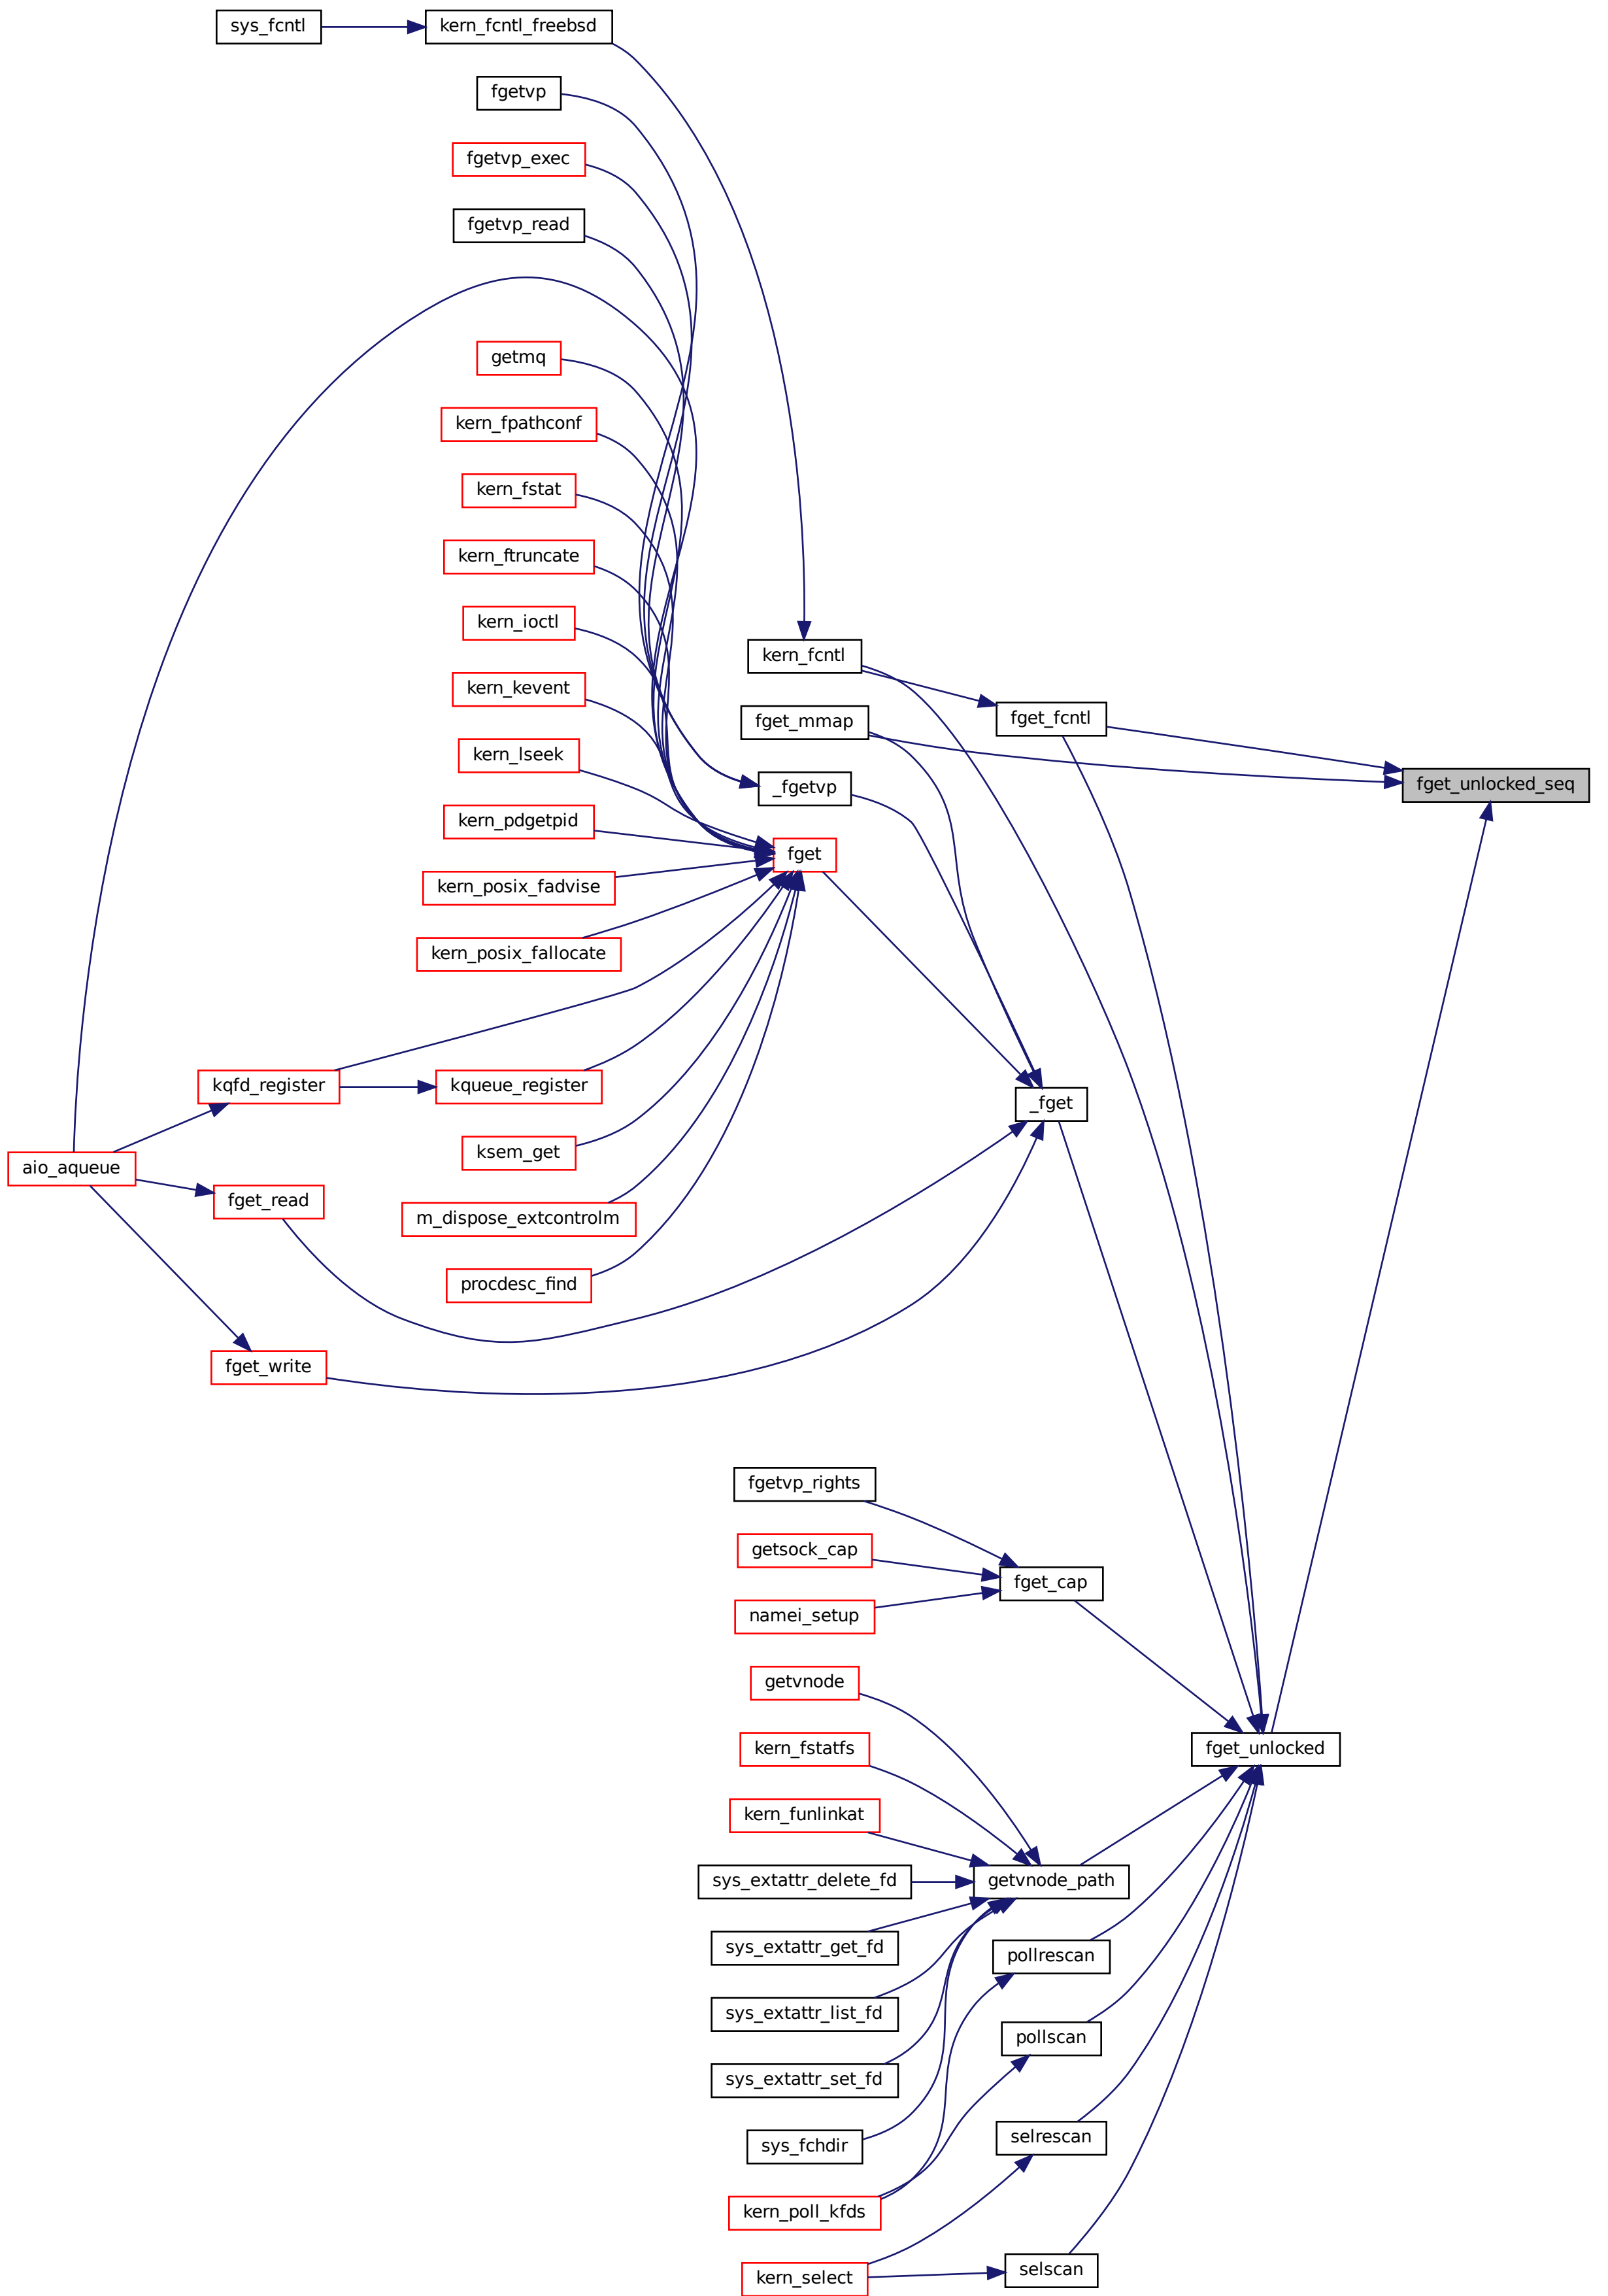 sys_fcntl
kern_fcntl_freebsd
fgetvp
fgetvp_exec
fgetvp_read
getmq
kern_fpathconf
kern_fstat
kern_ftruncate
kern_ioctl
kern_fcntl
kern_kevent
fget_mmap
fget_fcntl
kern_lseek
_fgetvp
fget_unlocked_seq
kern_pdgetpid
fget
kern_posix_fadvise
kern_posix_fallocate
kqfd_register
kqueue_register
_fget
ksem_get
aio_aqueue
fget_read
m_dispose_extcontrolm
procdesc_find
fget_write
fgetvp_rights
getsock_cap
fget_cap
namei_setup
getvnode
kern_fstatfs
fget_unlocked
kern_funlinkat
sys_extattr_delete_fd
getvnode_path
sys_extattr_get_fd
pollrescan
sys_extattr_list_fd
pollscan
sys_extattr_set_fd
sys_fchdir
selrescan
kern_poll_kfds
kern_select
selscan